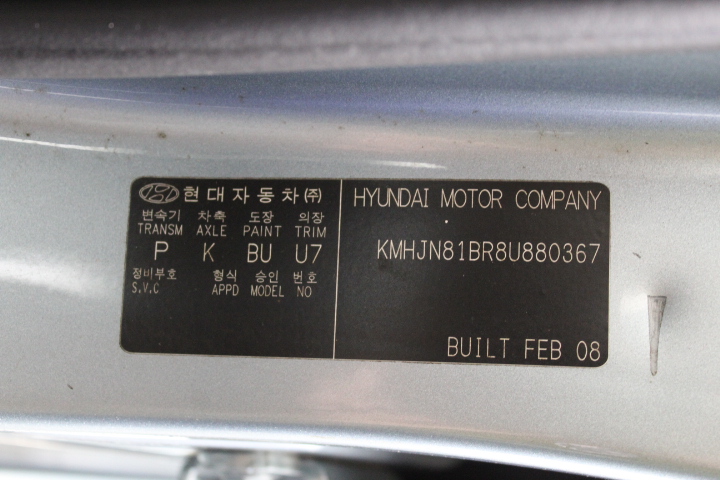 현대자동차(주)
변속기 차축 도장 의장
TRANSM AXLE PAINT TRIM
P K BU U7
정비부호 형식 승인 번호
S.V.C APPD MODEL NO
HYUNDAI MOTOR COMPANY
KMHJN81BR8U880367
BUILT FEB 08